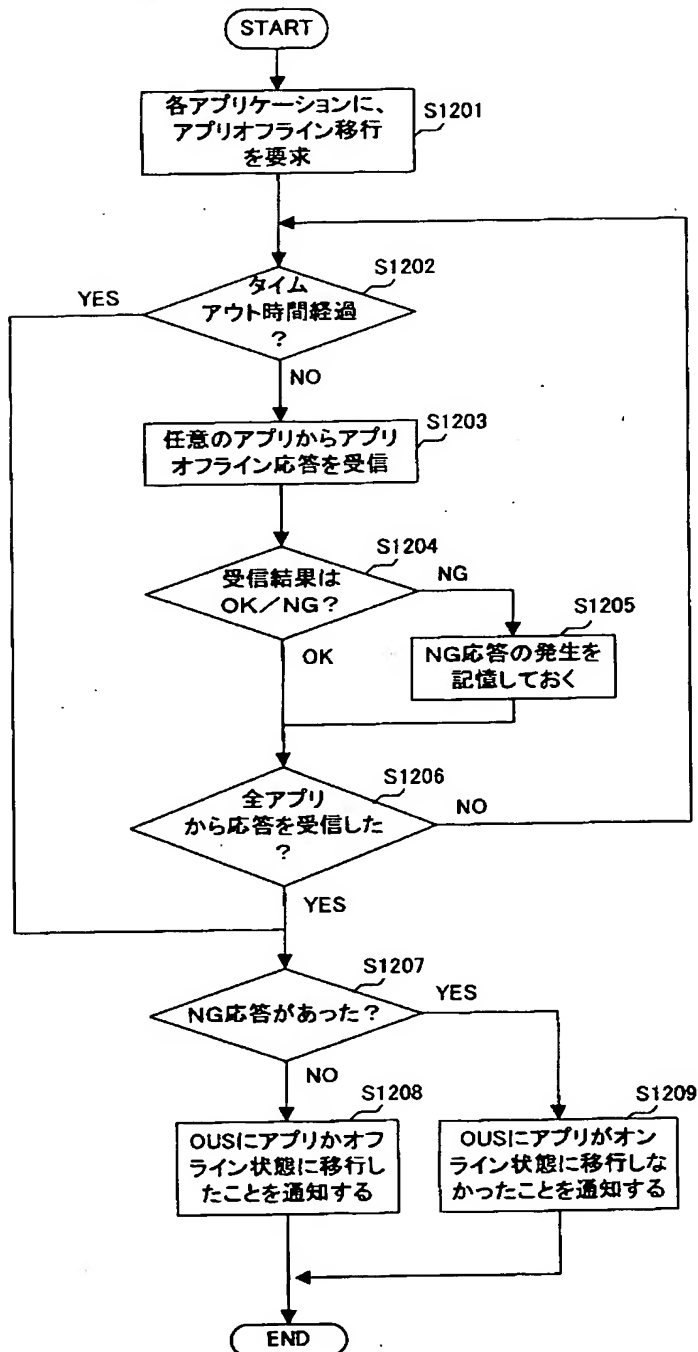 START
各アプリケーションに、
アプリオフライン移行
を要求
S1201
S1202
タイム
アウト時間経過
?
YES
NO
S1203
任意のアプリからアプリ
オフライン応答を受信
S1204
受信結果は
OK/NG?
NG
OK
S1205
NG応答の発生を
記憶しておく
S1206
全アプリ
から応答を受信した
?
NO
YES
S1207
NG応答があった?
YES
NO
S1208
OUSにアプリかオフ
ライン状態に移行し
たことを通知する
S1209
OUSにアプリがオン
ライン状態に移行しな
かったことを通知する
END